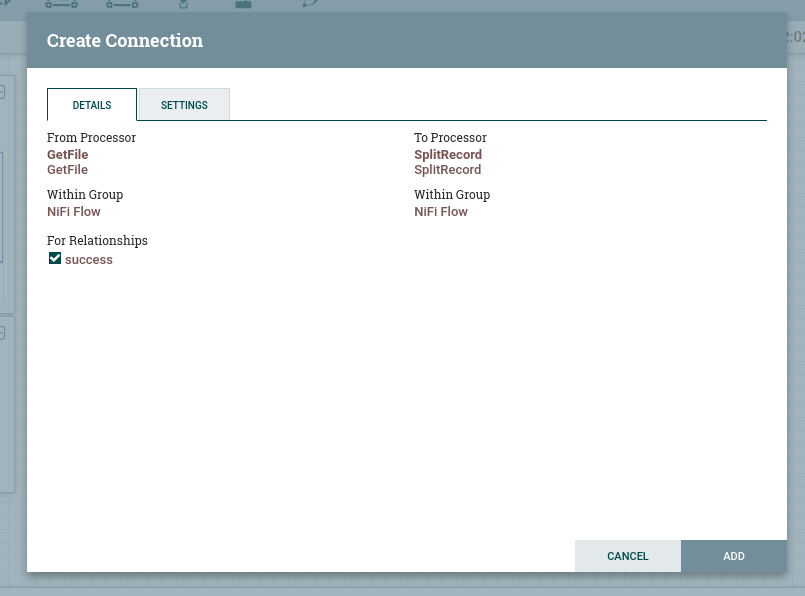 Create Connection
DETAILS
SETTINGS
From Processor
GetFile
GetFile
Within Group
NiFi Flow
For Relationships
success
To Processor
SplitRecord
SplitRecord
Within Group
NiFi Flow
CANCEL
ADD